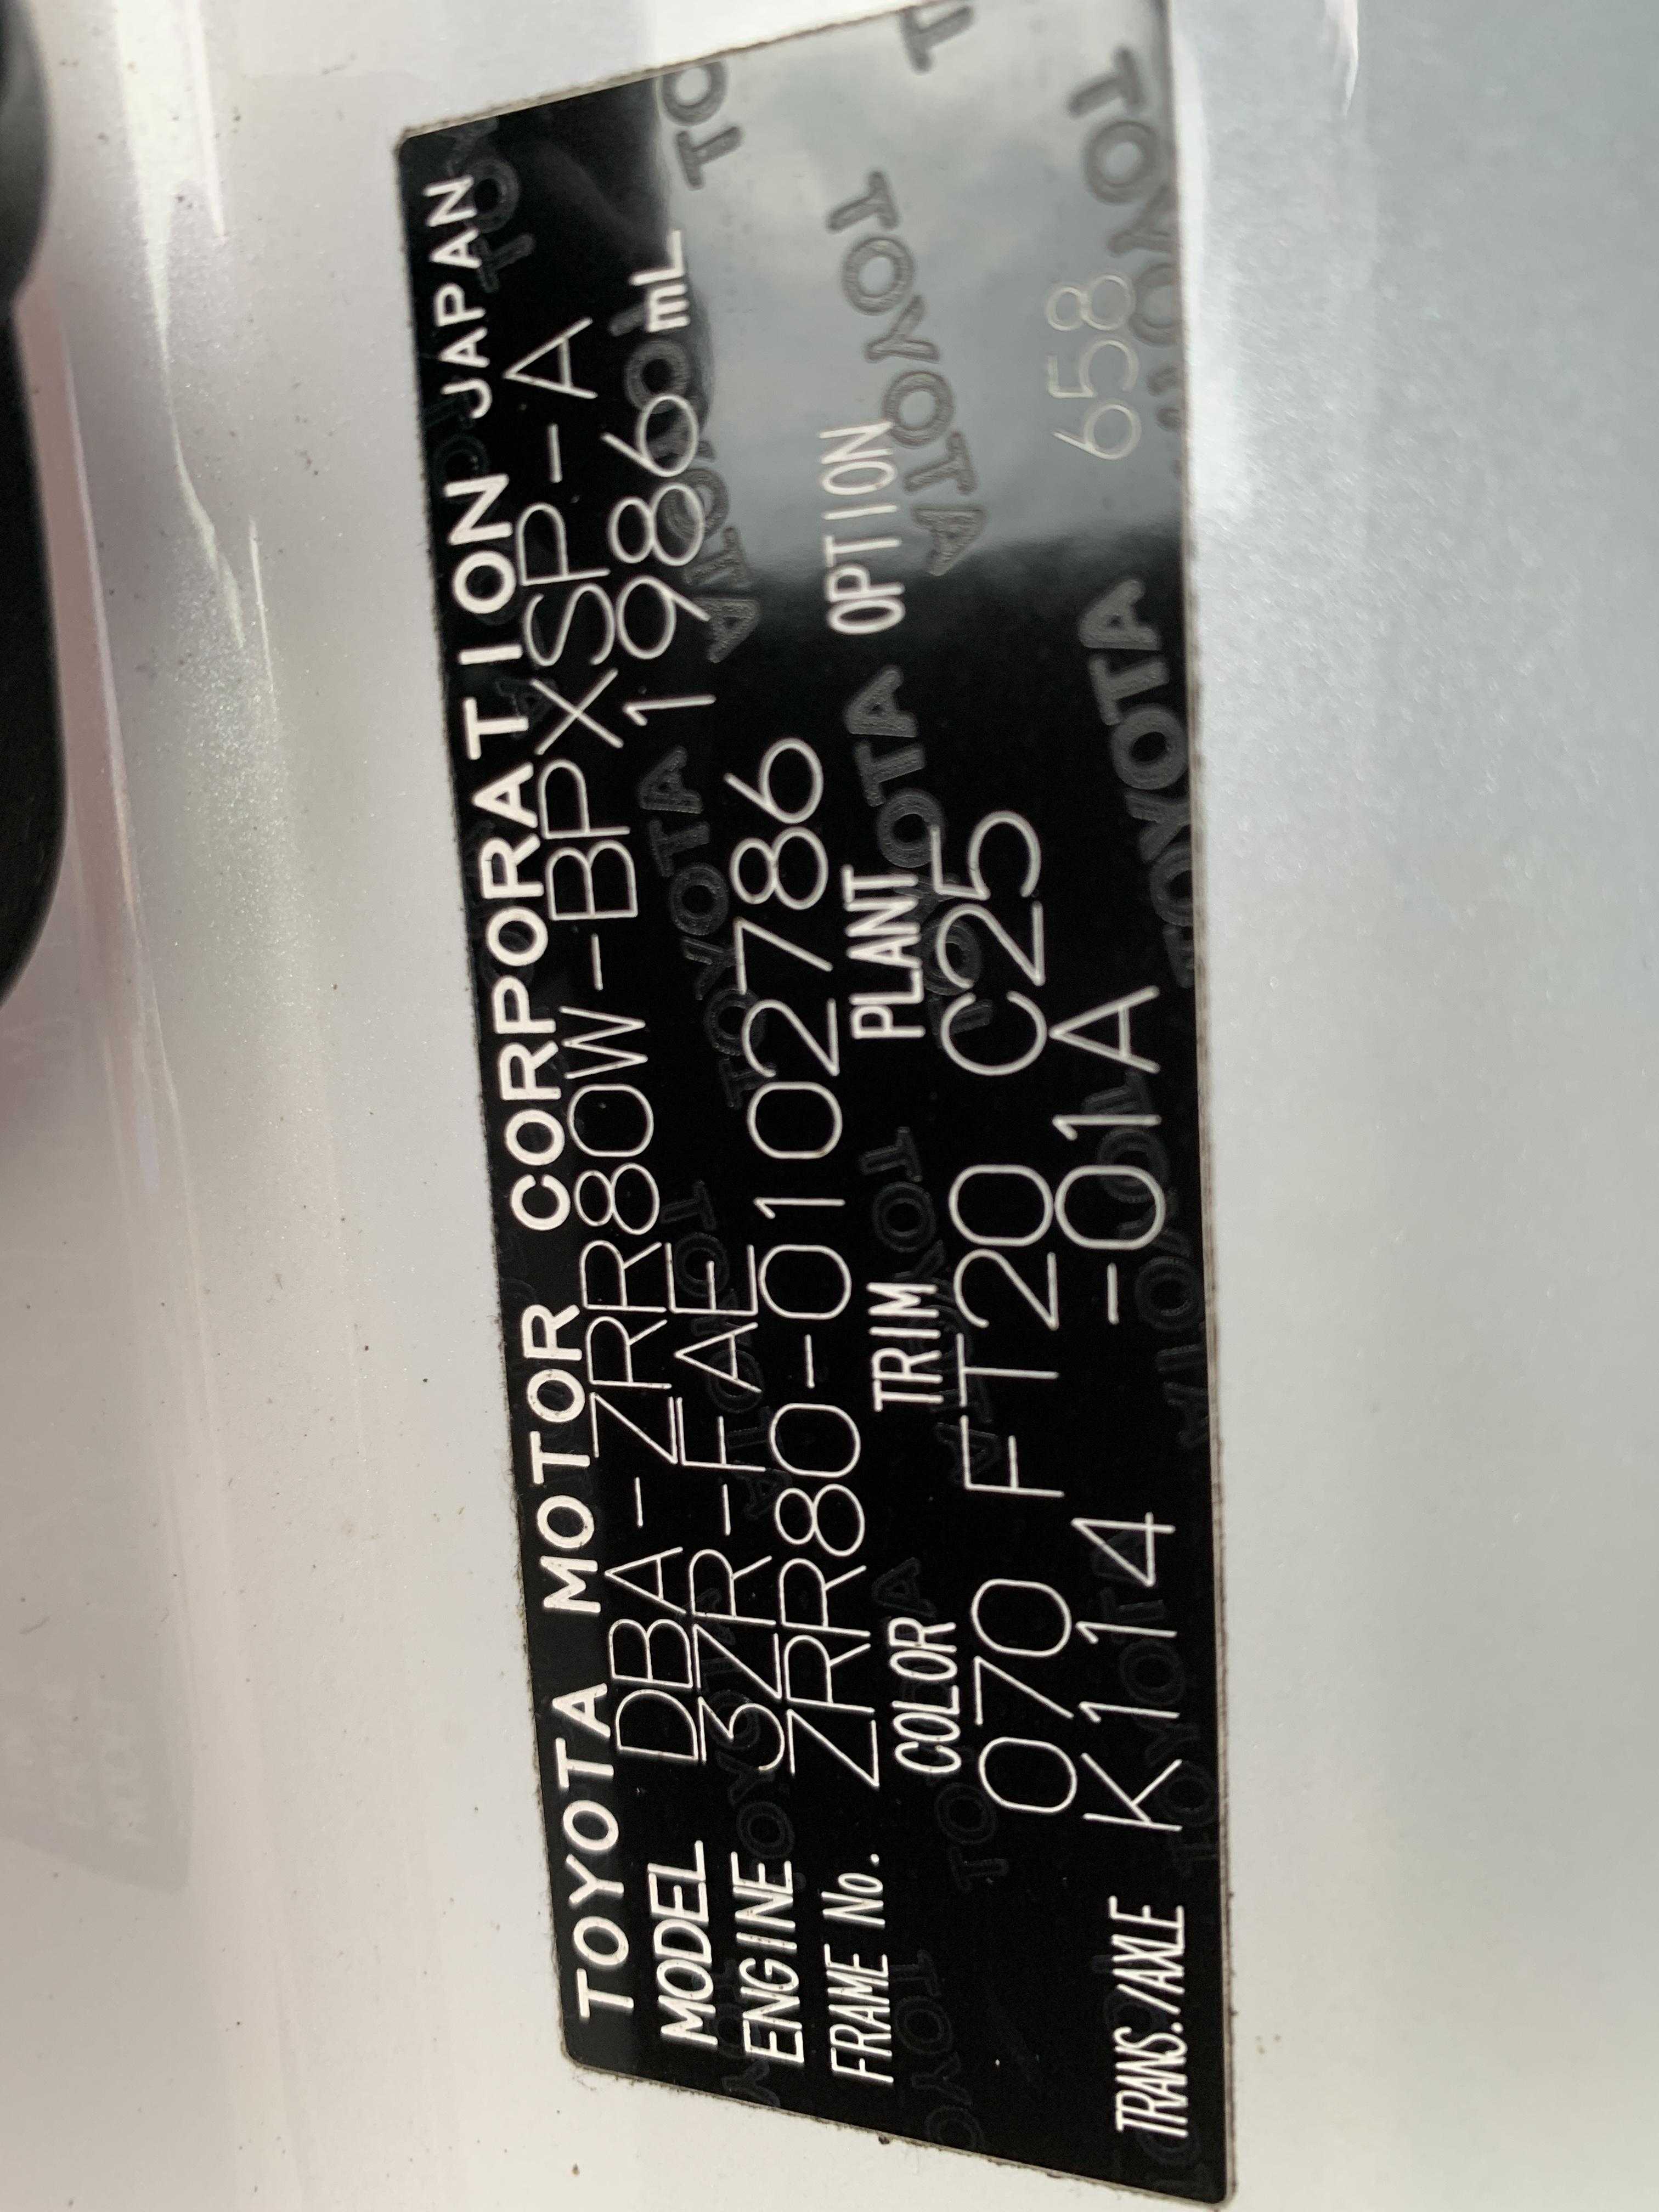 TOYOTA MOTOR CORPORATION JAPAN
MODEL DBA-ZRR80W-BPXSP-A
ENGINE 3ZR-FAE 1986mL
FRAME No. ZRR80-0102786
COLOR TRIM PLANT OPTION
070 FT20 C25
TRANS./AXLE K114 -01A 658